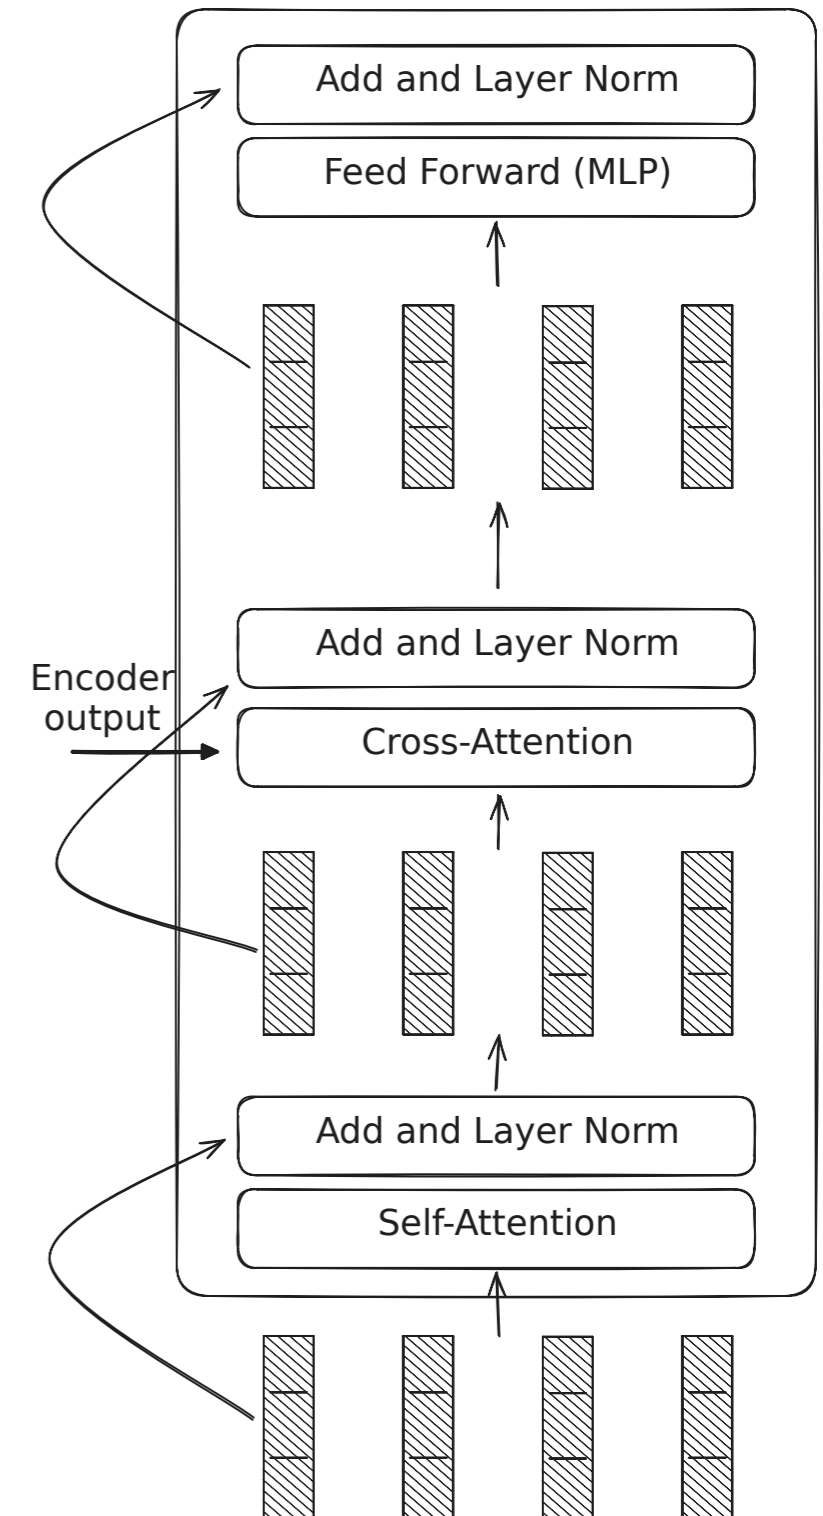 Add and Layer Norm
Feed Forward (MLP)
Add and Layer Norm
Encoder
output
Cross-Attention
Add and Layer Norm
Self-Attention